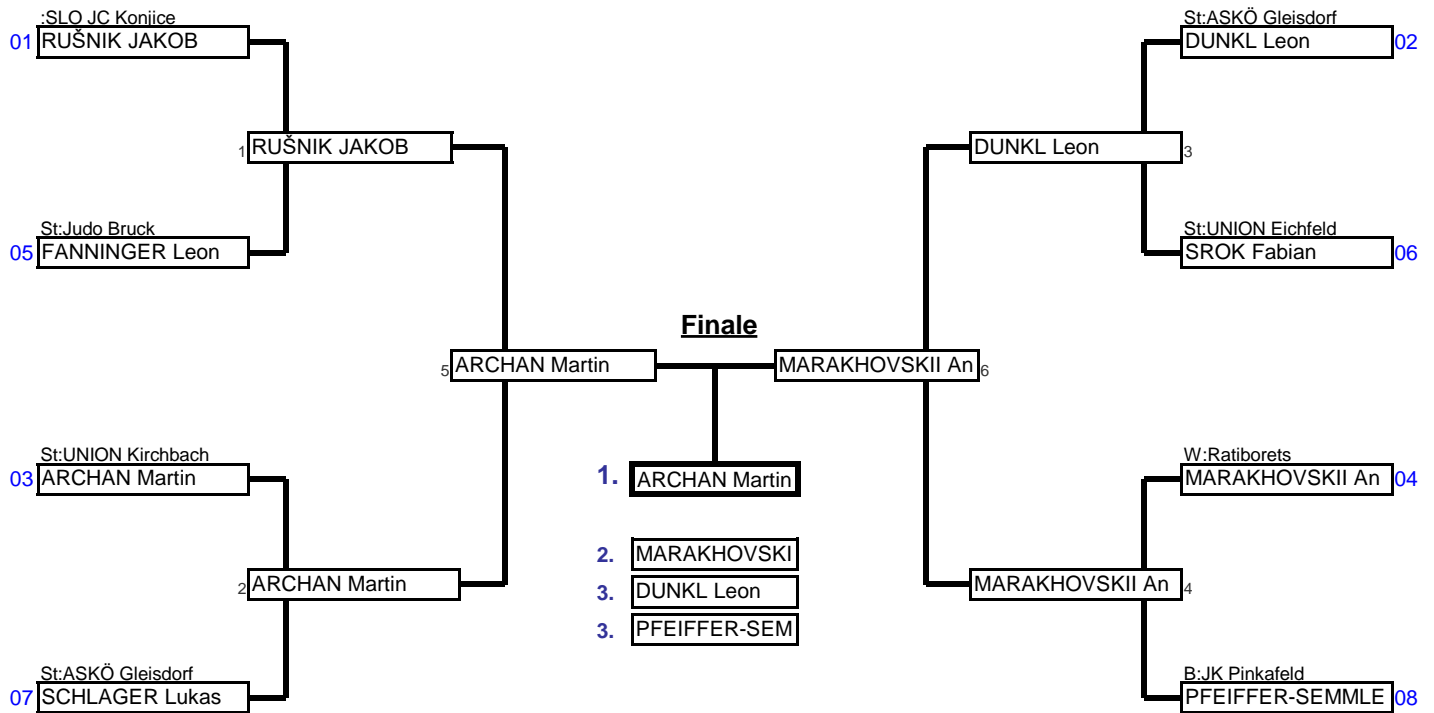 :SLO JC Konjice
01 RUŠNIK JAKOB
St:ASKÖ Gleisdorf
DUNKL Leon 02
1 RUŠNIK JAKOB
DUNKL Leon 3
St:Judo Bruck
05 FANNINGER Leon
St:UNION Eichfeld
SROK Fabian 06
Finale
5 ARCHAN Martin
MARAKHOVSKII An 6
St:UNION Kirchbach
03 ARCHAN Martin
1. ARCHAN Martin
W:Ratiborets
MARAKHOVSKII An 04
2. MARAKHOVSKI
2 ARCHAN Martin
3. DUNKL Leon
MARAKHOVSKII An 4
3. PFEIFFER-SEM
St:ASKÖ Gleisdorf
07 SCHLAGER Lukas
B:JK Pinkafeld
PFEIFFER-SEMMLE 08